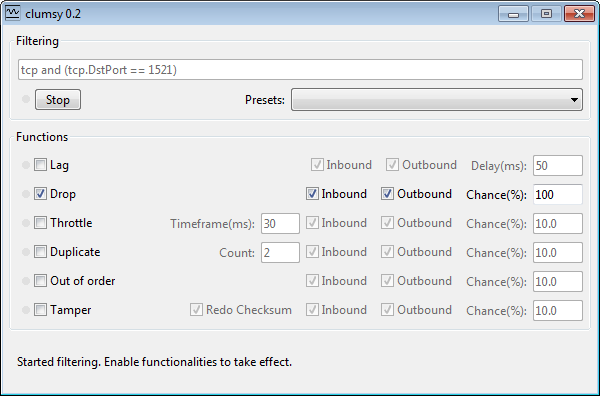 clumsy 0.2
Filtering
tcp and (tcp.DstPort == 1521)
Stop Presets:
Functions
Lag Inbound Outbound Delay(ms): 50
Drop Inbound Outbound Chance(%): 100
Throttle Timeframe(ms): 30 Inbound Outbound Chance(%): 10.0
Duplicate Count: 2 Inbound Outbound Chance(%): 10.0
Out of order Inbound Outbound Chance(%): 10.0
Tamper Redo Checksum Inbound Outbound Chance(%): 10.0
Started filtering. Enable functionalities to take effect.